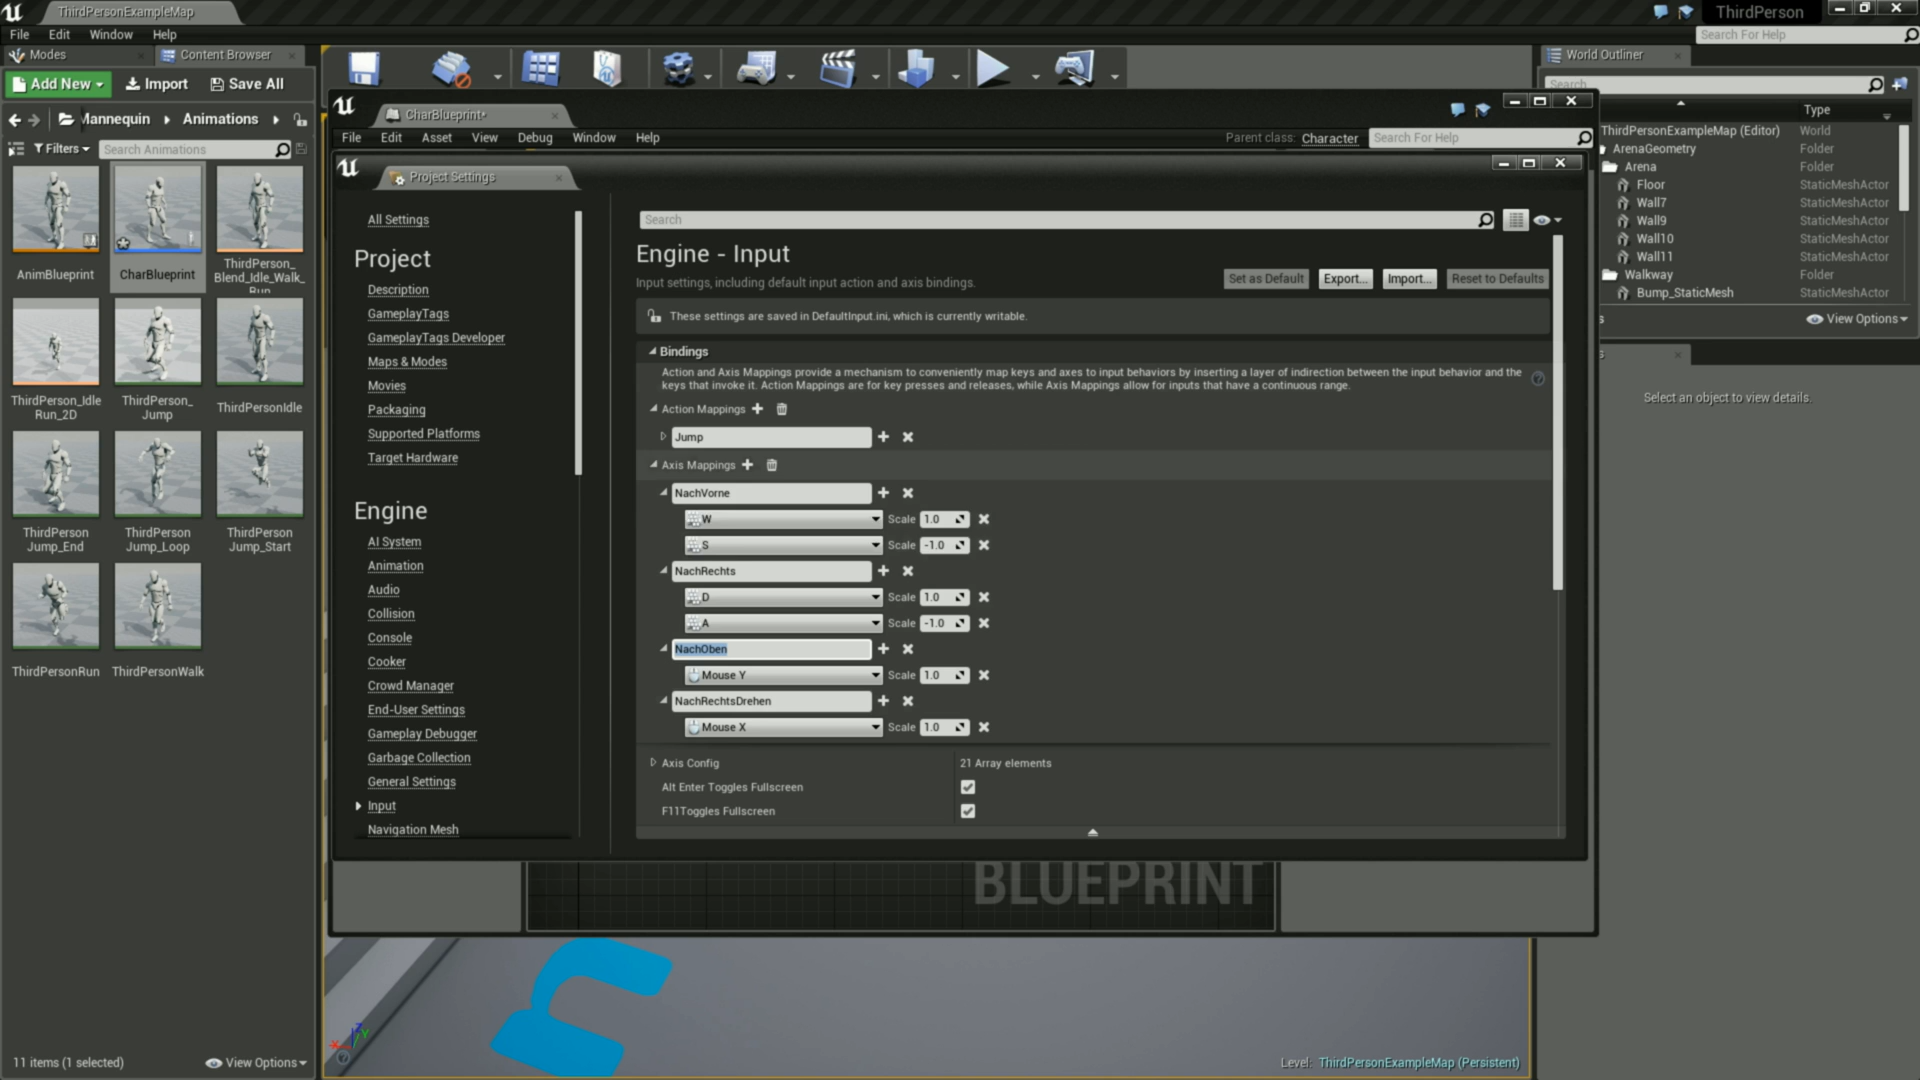 ThirdPersonExampleMap
ThirdPerson
File Edit Window Help
Search For Help
Modes
Content Browser
World Outliner
Add New
Import
Save All
Search
Mannequin
Animations
Type
Filters
Search Animations
CharBlueprint*
File Edit Asset View Debug Window Help
Parent class: Character
Search For Help
ThirdPersonExampleMap (Editor) World
ArenaGeometry Folder
Arena Folder
Floor StaticMeshActor
Wall7 StaticMeshActor
Wall9 StaticMeshActor
Wall10 StaticMeshActor
Wall11 StaticMeshActor
Walkway Folder
Bump_StaticMesh StaticMeshActor
View Options
Select an object to view details.
AnimBlueprint
CharBlueprint
ThirdPerson_
Blend_Idle_Walk_
Run
ThirdPerson_Idle
Run_2D
ThirdPerson_
Jump
ThirdPersonIdle
ThirdPerson
Jump_End
ThirdPerson
Jump_Loop
ThirdPerson
Jump_Start
ThirdPersonRun
ThirdPersonWalk
11 items (1 selected)
View Options
Project Settings
All Settings
Project
Description
GameplayTags
GameplayTags Developer
Maps & Modes
Movies
Packaging
Supported Platforms
Target Hardware
Engine
AI System
Animation
Audio
Collision
Console
Cooker
Crowd Manager
End-User Settings
Gameplay Debugger
Garbage Collection
General Settings
Input
Navigation Mesh
Search
Engine - Input
Input settings, including default input action and axis bindings.
Set as Default
Export...
Import...
Reset to Defaults
These settings are saved in DefaultInput.ini, which is currently writable.
Bindings
Action and Axis Mappings provide a mechanism to conveniently map keys and axes to input behaviors by inserting a layer of indirection between the input behavior and the
keys that invoke it. Action Mappings are for key presses and releases, while Axis Mappings allow for inputs that have a continuous range.
Action Mappings
Jump
Axis Mappings
NachVorne
W Scale 1.0
S Scale -1.0
NachRechts
D Scale 1.0
A Scale -1.0
NachOben
Mouse Y Scale 1.0
NachRechtsDrehen
Mouse X Scale 1.0
Axis Config 21 Array elements
Alt Enter Toggles Fullscreen
F11Toggles Fullscreen
BLUEPRINT
Level: ThirdPersonExampleMap (Persistent)